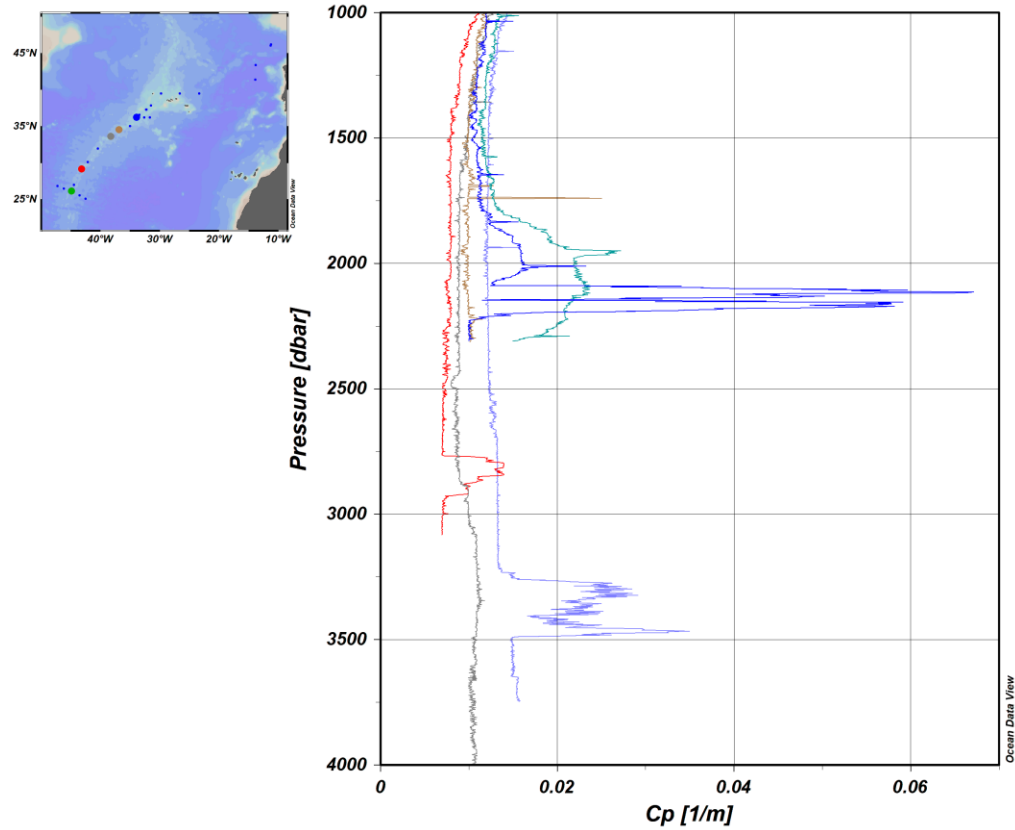 45°N
35°N
25°N
40°W
30°W
20°W
10°W
Ocean Data View
1000
1500
2000
2500
3000
3500
4000
Pressure [dbar]
0
0.02
0.04
0.06
Cp [1/m]
Ocean Data View